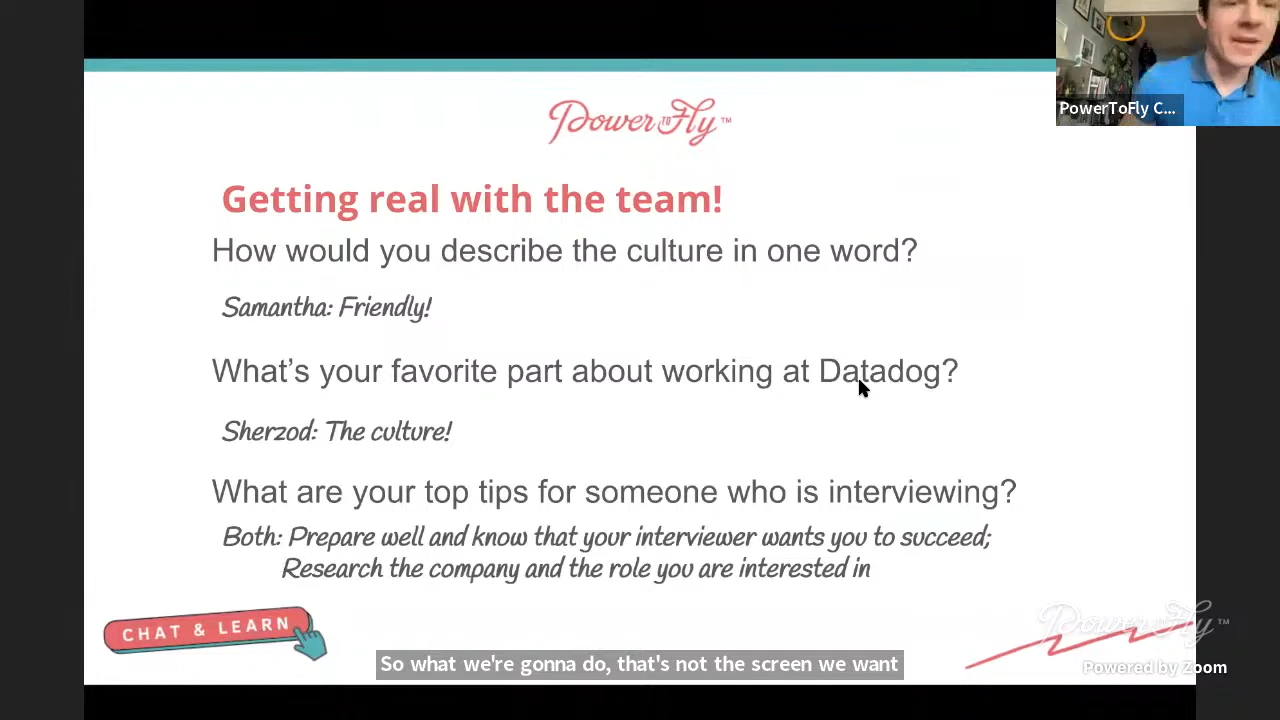 Power TO Fly™
PowerToFly C...
Getting real with the team!
How would you describe the culture in one word?
Samantha: Friendly!
What's your favorite part about working at Datadog?
Sherzod: The culture!
What are your top tips for someone who is interviewing?
Both: Prepare well and know that your interviewer wants you to succeed;
Research the company and the role you are interested in
CHAT & LEARN
PowerToFly™
Powered by Zoom
So what we're gonna do, that's not the screen we want